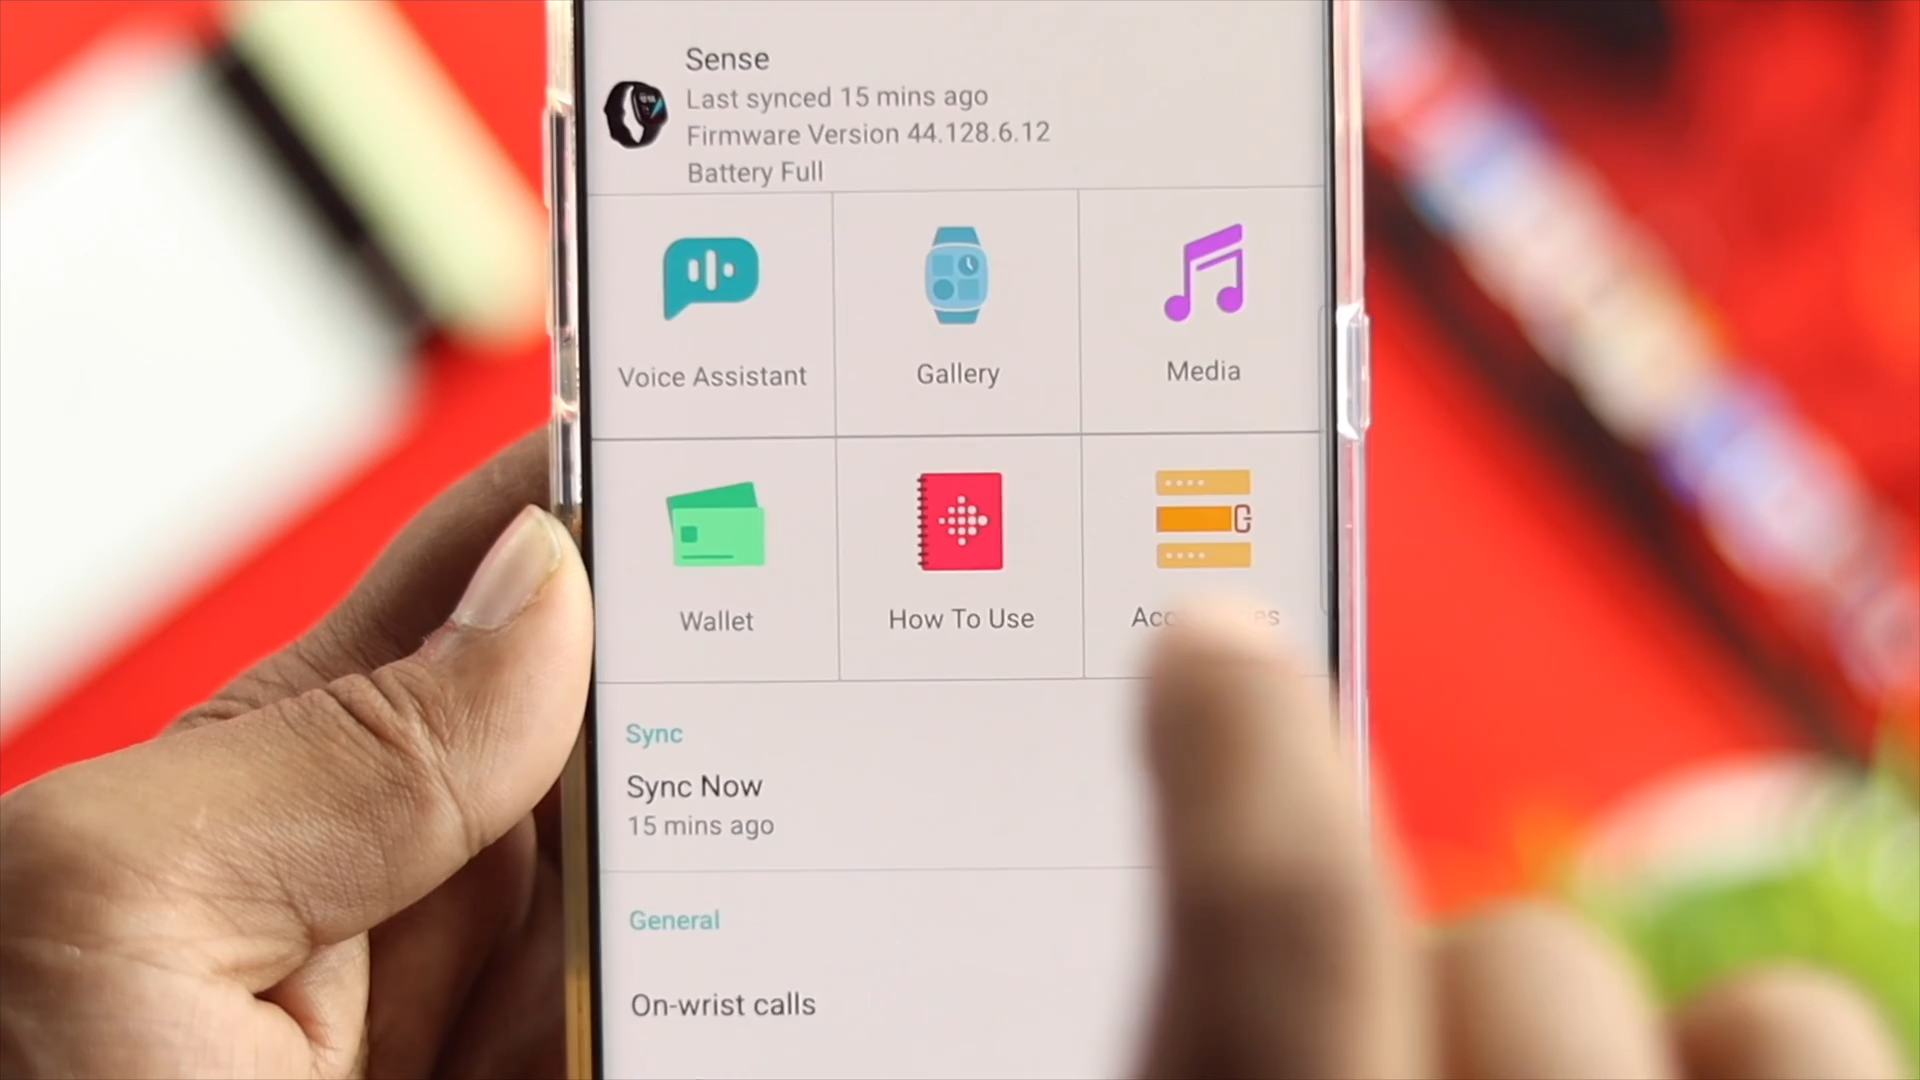 Sense
Last synced 15 mins ago
Firmware Version 44.128.6.12
Battery Full
Voice Assistant
Gallery
Media
Wallet
How To Use
Sync
Sync Now
15 mins ago
General
On-wrist calls